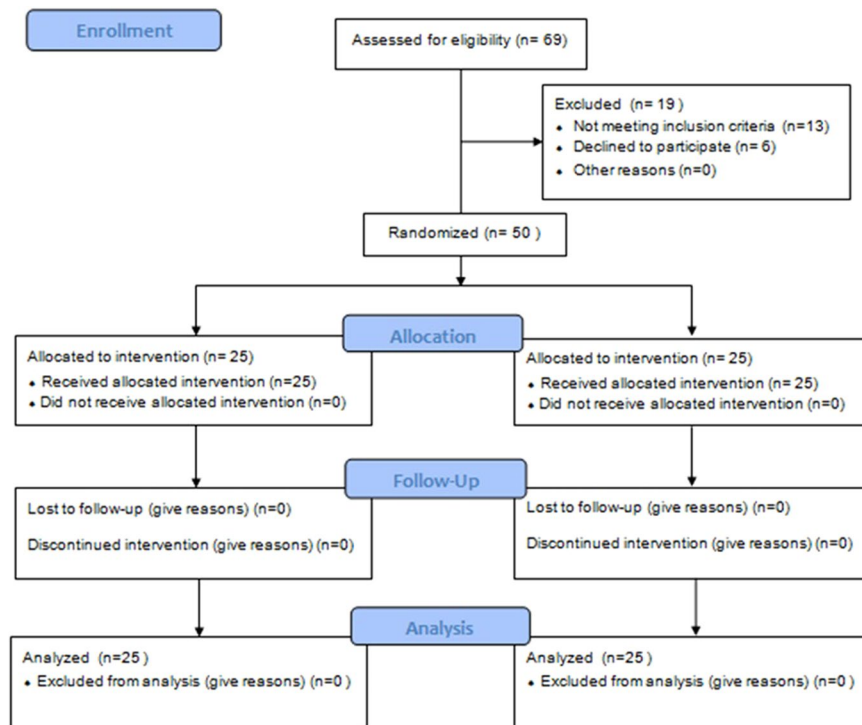 Enrollment
Assessed for eligibility (n= 69)
Excluded (n= 19 )
• Not meeting inclusion criteria (n=13)
• Declined to participate (n= 6)
• Other reasons (n=0)
Randomized (n= 50 )
Allocation
Allocated to intervention (n= 25)
• Received allocated intervention (n=25)
• Did not receive allocated intervention (n=0)
Allocated to intervention (n= 25)
• Received allocated intervention (n= 25)
• Did not receive allocated intervention (n=0)
Follow-Up
Lost to follow-up (give reasons) (n=0)
Discontinued intervention (give reasons) (n=0)
Lost to follow-up (give reasons) (n=0)
Discontinued intervention (give reasons) (n=0)
Analysis
Analyzed (n=25 )
• Excluded from analysis (give reasons) (n=0 )
Analyzed (n=25 )
• Excluded from analysis (give reasons) (n=0 )